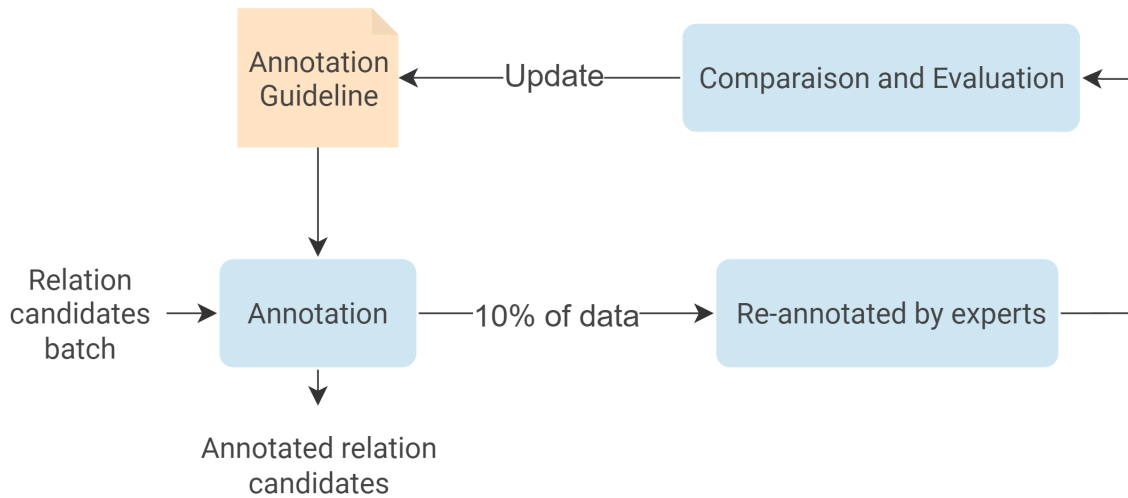 Annotation
Guideline
Update
Comparaison and Evaluation
Relation
candidates
batch
Annotation
10% of data
Re-annotated by experts
Annotated relation
candidates